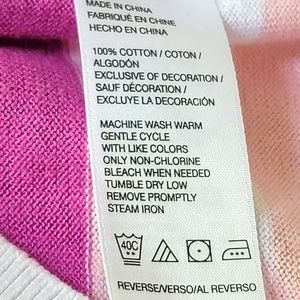 MADE IN CHINA
FABRIQUÉ EN CHINE
HECHO EN CHINA
100% COTTON / COTON /
ALGODÓN
EXCLUSIVE OF DECORATION /
SAUF DÉCORATION /
EXCLUYE LA DECORACIÓN
MACHINE WASH WARM
GENTLE CYCLE
WITH LIKE COLORS
ONLY NON-CHLORINE
BLEACH WHEN NEEDED
TUMBLE DRY LOW
REMOVE PROMPTLY
STEAM IRON
40C
REVERSE/VERSO/AL REVERSO